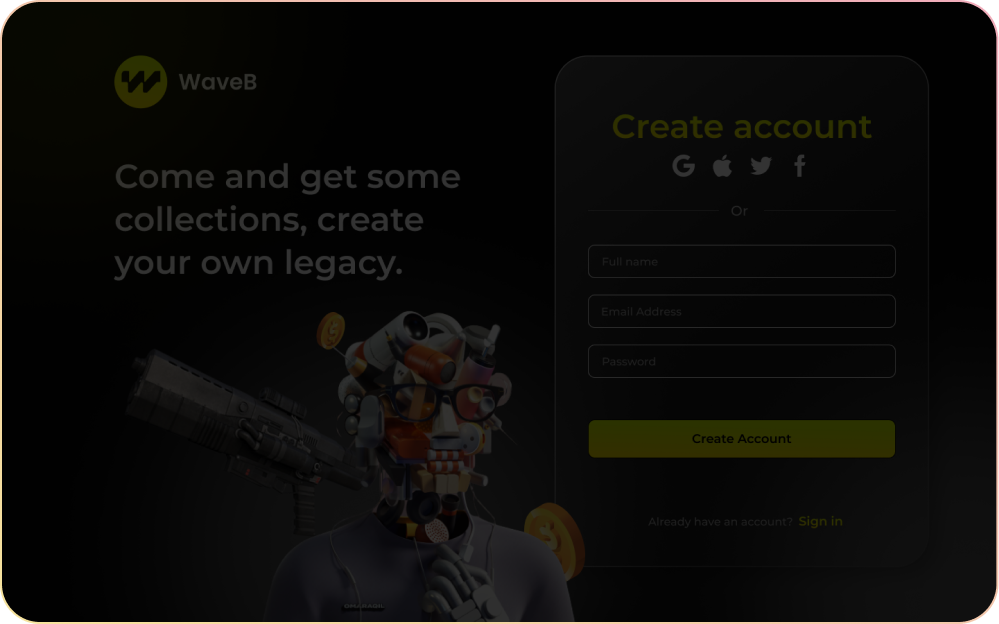 WaveB
Come and get some
collections, create
your own legacy.
Create account
Or
Full name
Email Address
Password
Create Account
Already have an account? Sign in